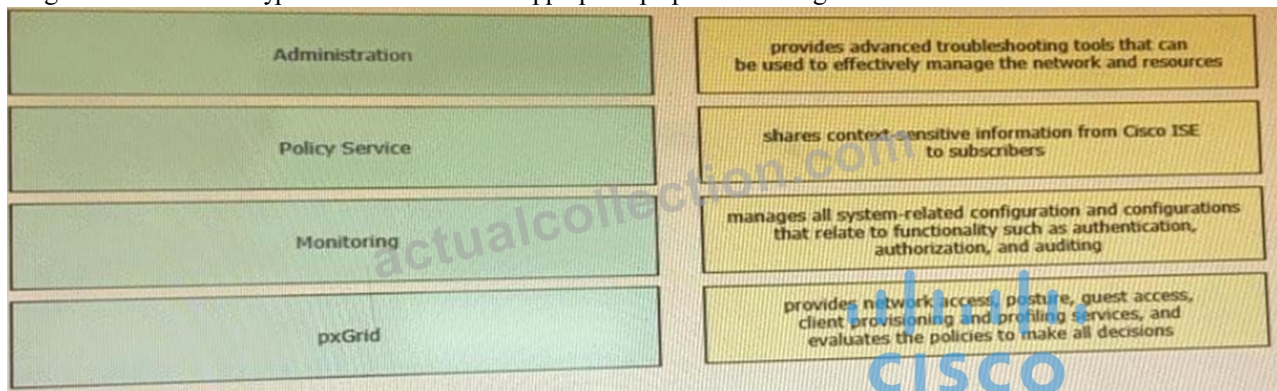 Administration
provides advanced troubleshooting tools that can
be used to effectively manage the network and resources
Policy Service
shares context-sensitive information from Cisco ISE
to subscribers
Monitoring
manages all system-related configuration and configurations
that relate to functionality such as authentication,
authorization, and auditing
pxGrid
provides network access, posture, guest access,
client provisioning and profiling services, and
evaluates the policies to make all decisions
actualcollection.com
CISCO